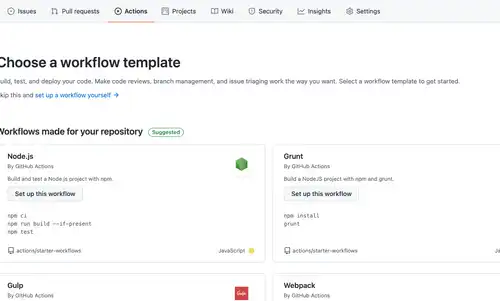 Issues Pull requests Actions Projects Wiki Security Insights Settings
Choose a workflow template
uild, test, and deploy your code. Make code reviews, branch management, and issue triaging work the way you want. Select a workflow template to get started.
kip this and set up a workflow yourself →
Workflows made for your repository Suggested
Node.js
By GitHub Actions
Build and test a Node.js project with npm.
Set up this workflow
npm ci
npm run build --if-present
npm test
actions/starter-workflows JavaScript
Grunt
By GitHub Actions
Build a NodeJS project with npm and grunt.
Set up this workflow
npm install
grunt
actions/starter-workflows JavaS
Gulp
By GitHub Actions
Webpack
By GitHub Actions